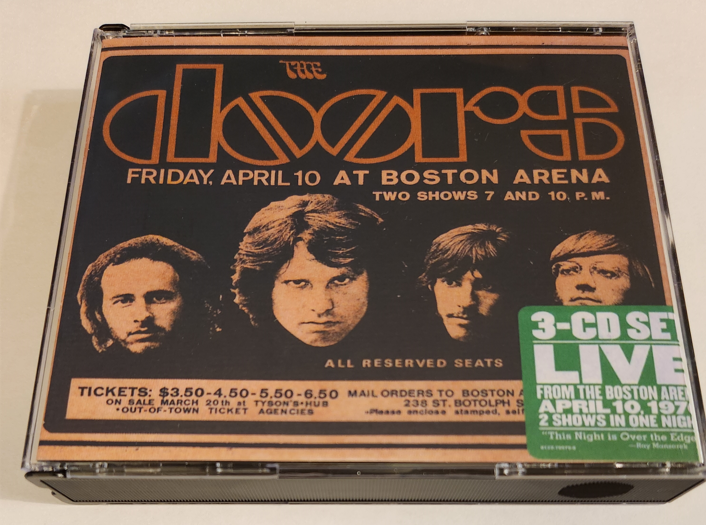 THE
doors
FRIDAY, APRIL 10 AT BOSTON ARENA
TWO SHOWS 7 AND 10 P.M.
ALL RESERVED SEATS
TICKETS: $3.50-4.50-5.50-6.50
ON SALE MARCH 20th at TYSON'S•HUB
•OUT-OF-TOWN TICKET AGENCIES
MAIL ORDERS TO BOSTON A
238 ST. BOTOLPH S
•Please enclose stamped, self
3-CD SET
LIVE
FROM THE BOSTON ARE
APRIL 10, 197
2 SHOWS IN ONE NIGH
"This Night is Over the Edge
—Ray Manzarek